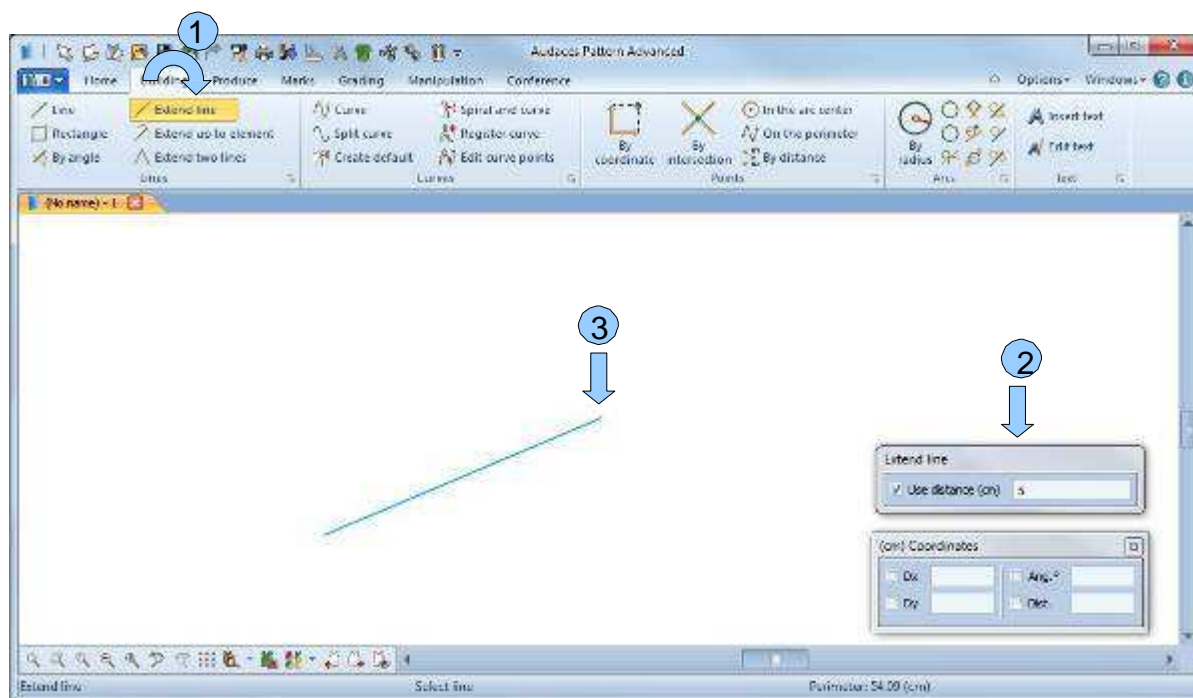 1
Audaces Pattern Advanced
Home Produce Marks Grading Manipulation Conference Options Windows
Line Extend line Curve Spiral and curve In the arc center Insert text
Rectangle Extend up to element Split curve Register curve On the perimeter
By angle Extend two lines Create default Edit curve points By coordinate By intersection By distance By radius Edit text
Lines Curves Points Text
(No name) - 1
3
2
Extend line
Use distance (cm) 5
(cm) Coordinates
Dx Ang.º
Dy Dist.
Extend line Select line Perimeter: 54.09 (cm)